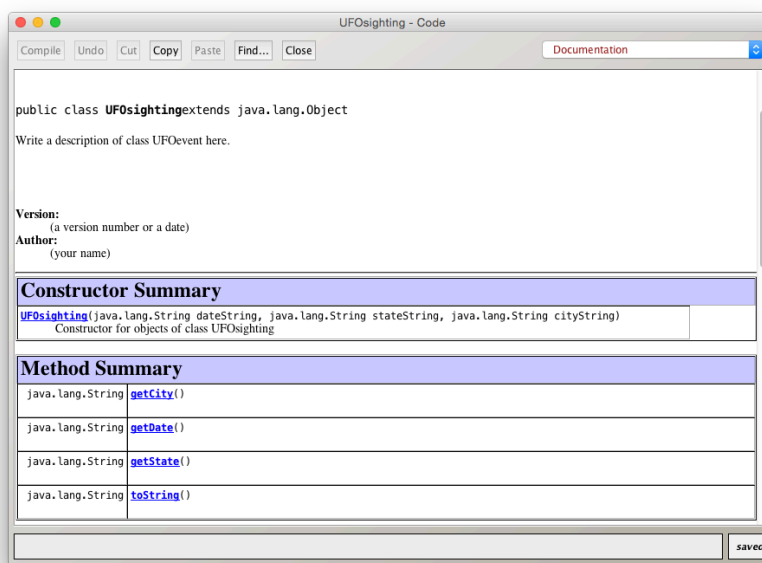 UFOsighting - Code
Compile Undo Cut Copy Paste Find... Close Documentation
public class UFOsightingextends java.lang.Object
Write a description of class UFOevent here.
Version:
(a version number or a date)
Author:
(your name)
Constructor Summary
UFOsighting(java.lang.String dateString, java.lang.String stateString, java.lang.String cityString)
Constructor for objects of class UFOsighting
Method Summary
java.lang.String getCity()
java.lang.String getDate()
java.lang.String getState()
java.lang.String toString()
saved